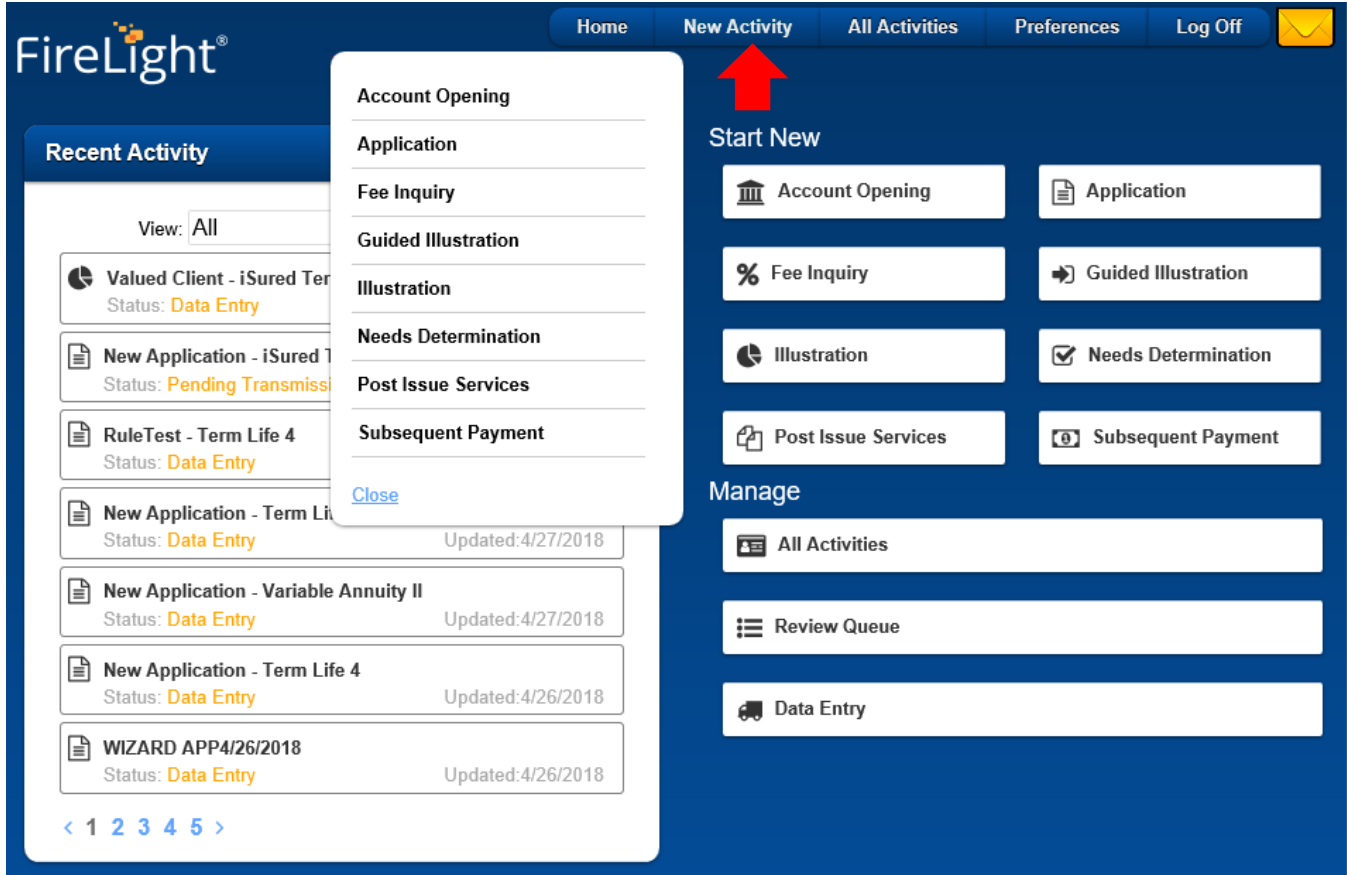 FireLight®
Home
New Activity
All Activities
Preferences
Log Off
Account Opening
Application
Fee Inquiry
Guided Illustration
Illustration
Needs Determination
Post Issue Services
Subsequent Payment
Close
Recent Activity
View: All
Valued Client - iSured Ter
Status: Data Entry
New Application - iSured
Status: Pending Transmissi
RuleTest - Term Life 4
Status: Data Entry
New Application - Term Li
Status: Data Entry Updated:4/27/2018
New Application - Variable Annuity II
Status: Data Entry Updated:4/27/2018
New Application - Term Life 4
Status: Data Entry Updated:4/26/2018
WIZARD APP4/26/2018
Status: Data Entry Updated:4/26/2018
< 1 2 3 4 5 >
Start New
Account Opening
Application
Fee Inquiry
Guided Illustration
Illustration
Needs Determination
Post Issue Services
Subsequent Payment
Manage
All Activities
Review Queue
Data Entry